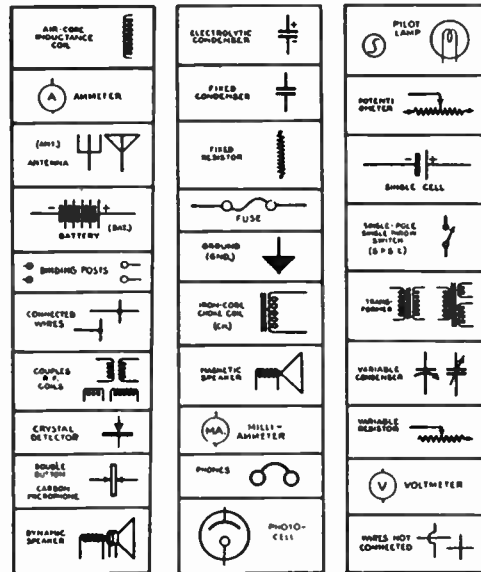 AIR-CORE
INDUCTANCE
COIL
A
AMMETER
(ANT.)
ANTENNA
- +
BATTERY (BAT.)
BINDING POSTS
CONNECTED
WIRES
COUPLES
R.F.
COILS
CRYSTAL
DETECTOR
DOUBLE
BUTTON
CARBON
MICROPHONE
DYNAMIC
SPEAKER
ELECTROLYTIC
CONDENSER
+
-
FIXED
CONDENSER
FIXED
RESISTOR
FUSE
GROUND
(GND.)
IRON-CORE
CHOKE COIL
(CH.)
MAGNETIC
SPEAKER
MA
MILLI-
AMMETER
PHONES
PHOTO-
CELL
PILOT
LAMP
POTENTI
OMETER
- +
SINGLE CELL
SINGLE-POLE
SINGLE THROW
SWITCH
TRANS-
FORMER
VARIABLE
CONDENSER
VARIABLE
RESISTOR
V
VOLTMETER
WIRES NOT
CONNECTED